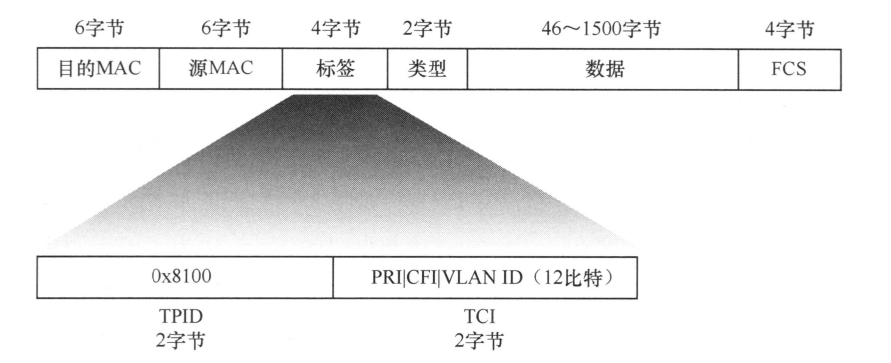 6字节 6字节 4字节 2字节 46～1500字节 4字节
目的MAC 源MAC 标签 类型 数据 FCS
0x8100 PRI|CFI|VLAN ID（12比特）
TPID TCI
2字节 2字节